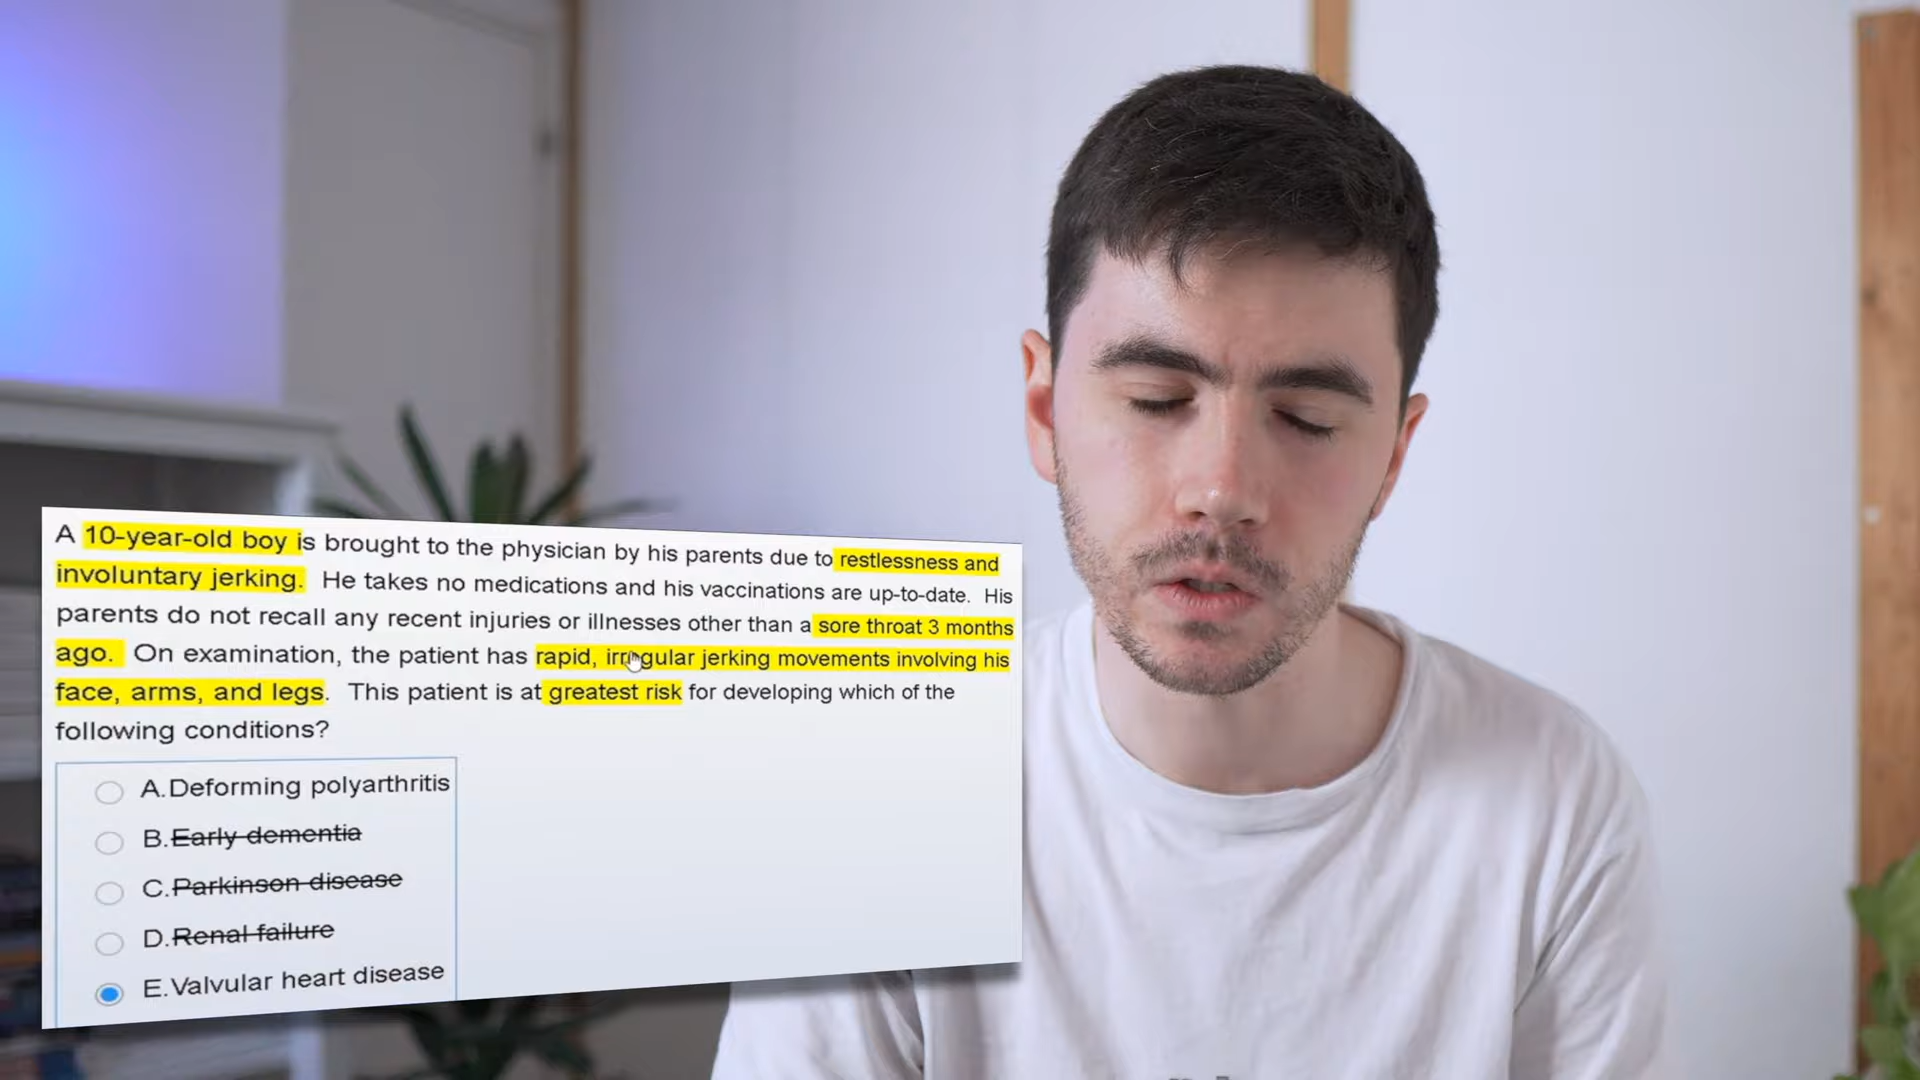 A 10-year-old boy is brought to the physician by his parents due to restlessness and
involuntary jerking. He takes no medications and his vaccinations are up-to-date. His
parents do not recall any recent injuries or illnesses other than a sore throat 3 months
ago. On examination, the patient has rapid, irregular jerking movements involving his
face, arms, and legs. This patient is at greatest risk for developing which of the
following conditions?
A. Deforming polyarthritis
B. Early dementia
C. Parkinson disease
D. Renal failure
E. Valvular heart disease